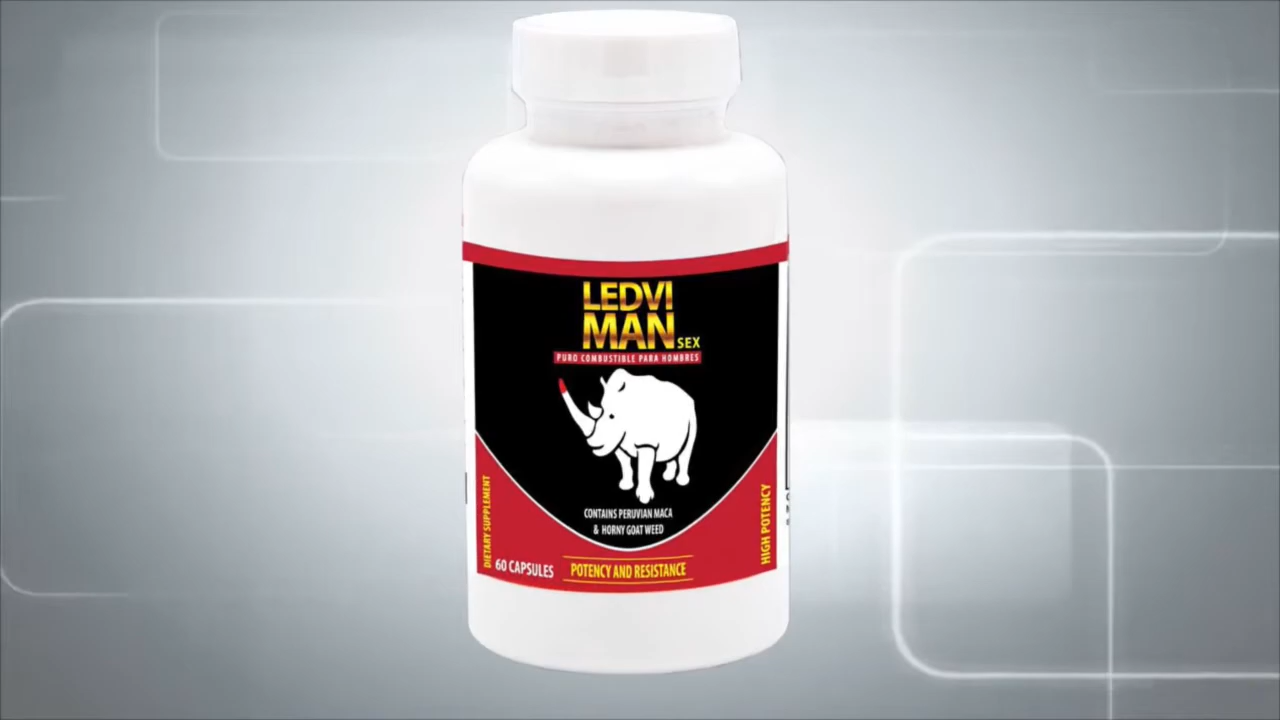 LEDVI
MAN SEX
PURO COMBUSTIBLE PARA HOMBRES
CONTAINS PERUVIAN MACA
& HORNY GOAT WEED
DIETARY SUPPLEMENT
60 CAPSULES
POTENCY AND RESISTANCE
HIGH POTENCY